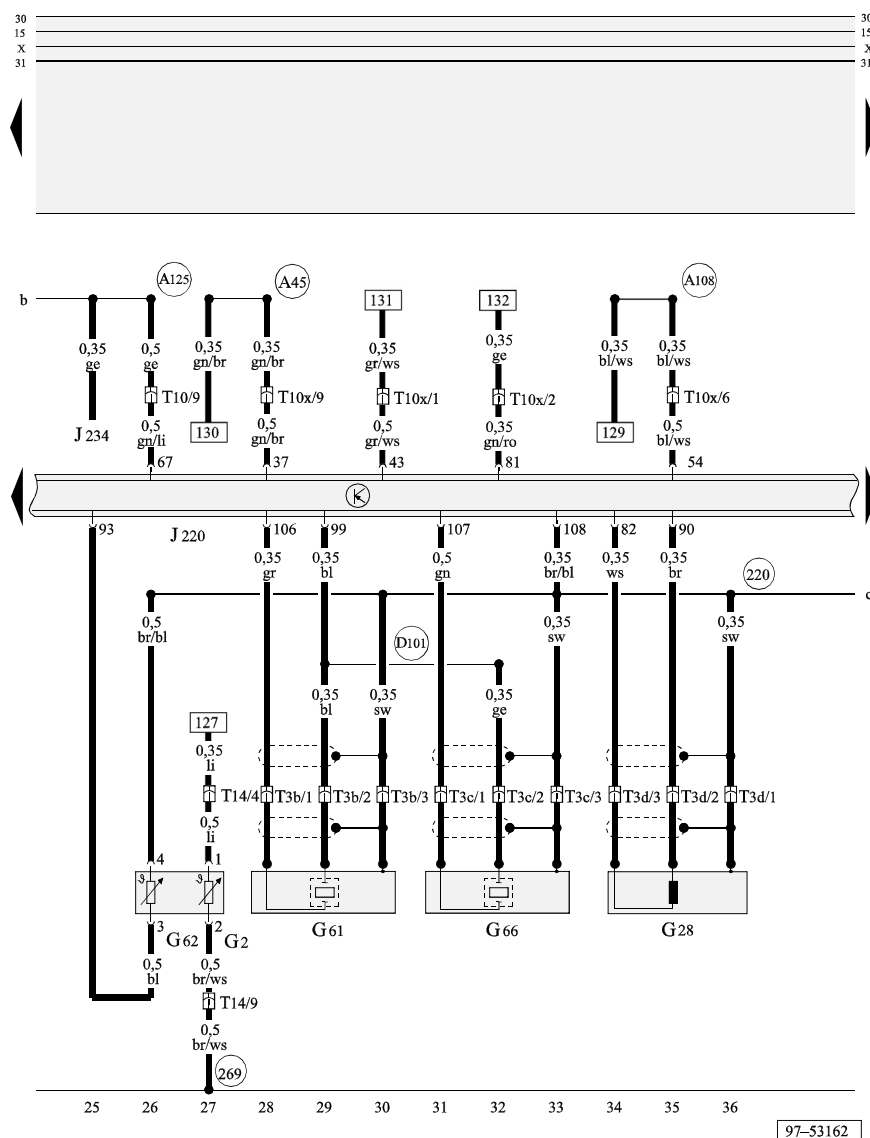 30 30
15 15
X X
31 31
A125 A45 A108
b 131 132
0,35 0,5 0,35 0,35 0,35 0,35 0,35 0,35
ge ge gn/br gn/br gr/ws ge bl/ws bl/ws
T10/9 T10x/9 T10x/1 T10x/2 T10x/6
J234 0,5 130 0,5 0,5 0,35 129 0,5
gn/li gn/br gr/ws gn/ro bl/ws
67 37 43 81 54
93 J220 106 99 107 108 82 90
0,35 0,35 0,5 0,35 0,35 0,35
gr bl gn br/bl ws br
220
c
0,5 0,35 0,35
br/bl sw sw
D101
0,35 0,35 0,35
bl sw ge
127
0,35
li
T14/4 T3b/1 T3b/2 T3b/3 T3c/1 T3c/2 T3c/3 T3d/3 T3d/2 T3d/1
0,5
li
4 1
ϑ ϑ
3 G62 2 G2 G61 G66 G28
0,5 0,5
bl br/ws
T14/9
0,5
br/ws
269
25 26 27 28 29 30 31 32 33 34 35 36
97–53162